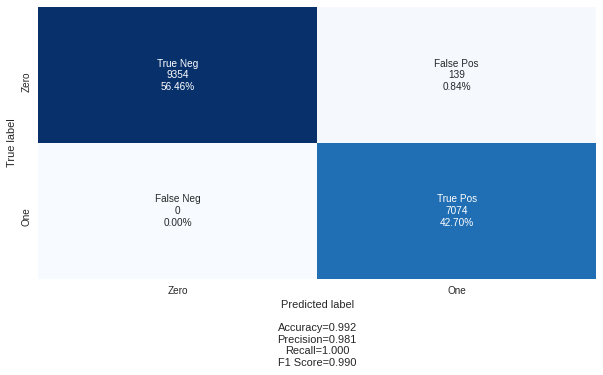 True label
Zero
One
True Neg
9354
56.46%
False Pos
139
0.84%
False Neg
0
0.00%
True Pos
7074
42.70%
Zero
One
Predicted label
Accuracy=0.992
Precision=0.981
Recall=1.000
F1 Score=0.990